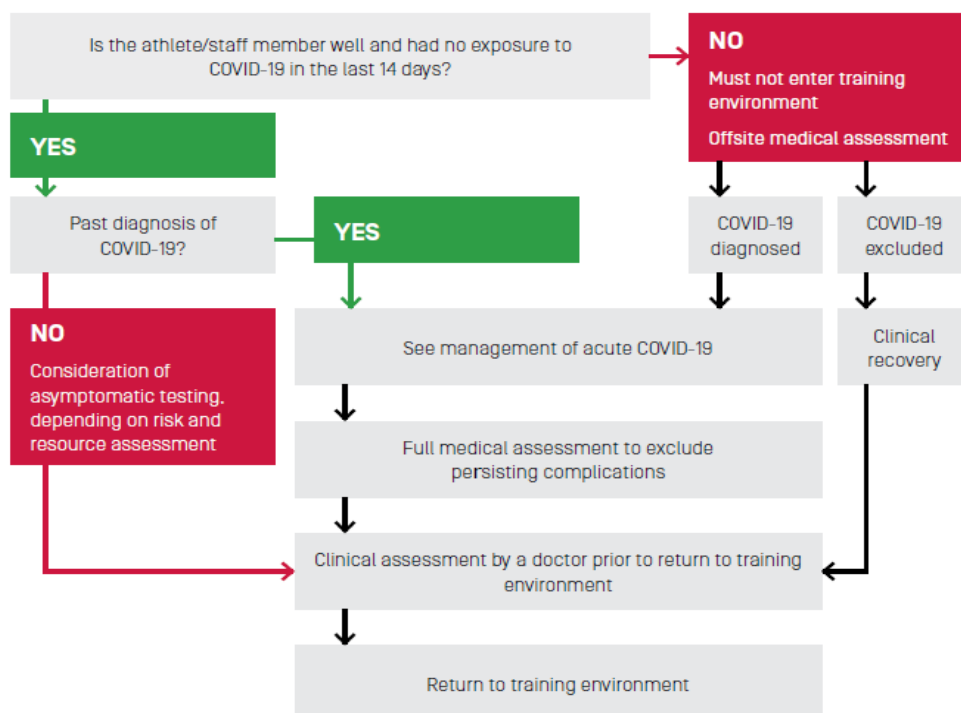 Is the athlete/staff member well and had no exposure to
COVID-19 in the last 14 days?
NO
Must not enter training
environment
Offsite medical assessment
YES
Past diagnosis of
COVID-19?
YES
COVID-19
diagnosed
COVID-19
excluded
NO
Consideration of
asymptomatic testing,
depending on risk and
resource assessment
See management of acute COVID-19
Clinical
recovery
Full medical assessment to exclude
persisting complications
Clinical assessment by a doctor prior to return to training
environment
Return to training environment